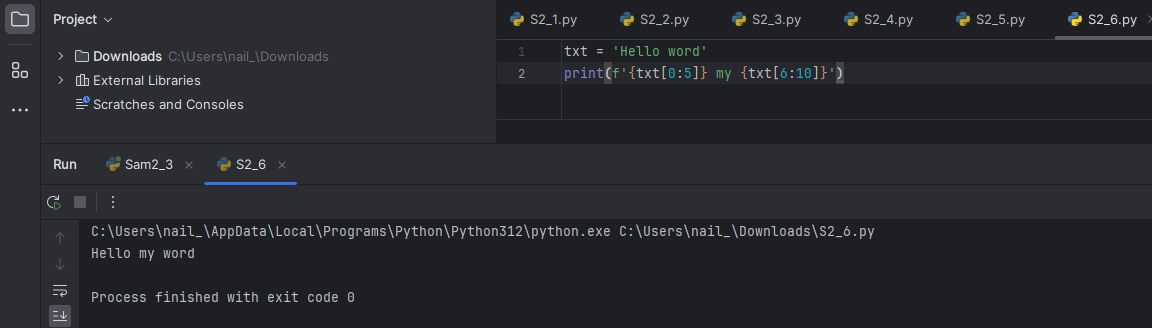 Project
S2_1.py S2_2.py S2_3.py S2_4.py S2_5.py S2_6.py
Downloads C:\Users\nail_\Downloads
External Libraries
Scratches and Consoles
1 txt = 'Hello word'
2 print(f'{txt[0:5]} my {txt[6:10]}')
Run Sam2_3 S2_6
C:\Users\nail_\AppData\Local\Programs\Python\Python312\python.exe C:\Users\nail_\Downloads\S2_6.py
Hello my word
Process finished with exit code 0